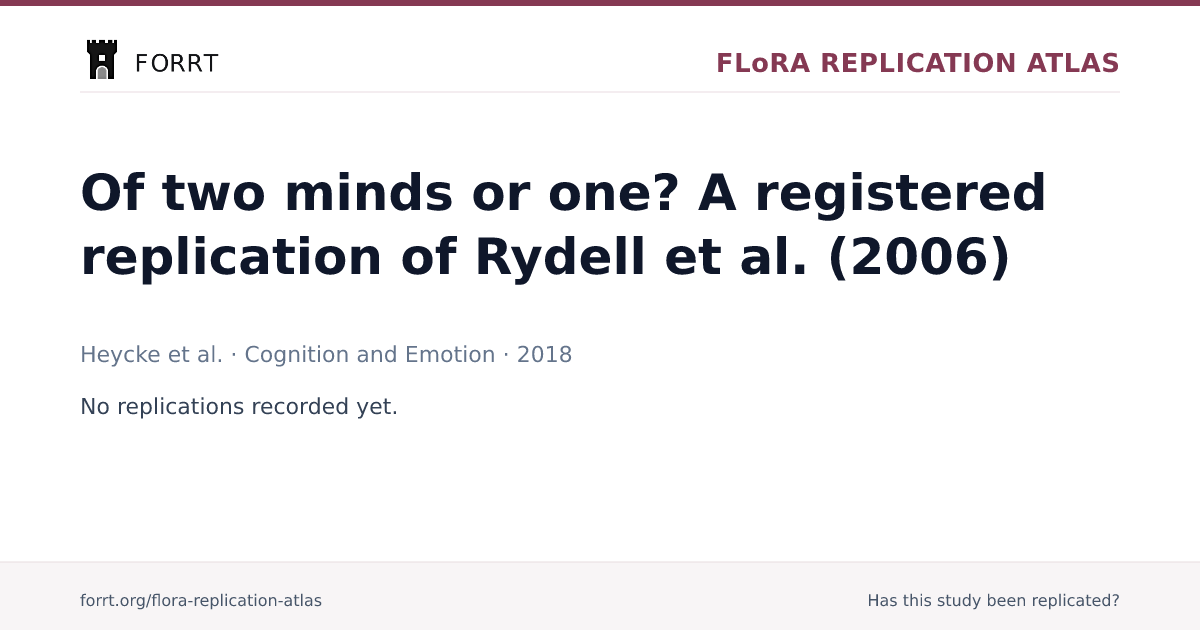 FORRT
FLoRA REPLICATION ATLAS
Of two minds or one? A registered
replication of Rydell et al. (2006)
Heycke et al. · Cognition and Emotion · 2018
No replications recorded yet.
forrt.org/flora-replication-atlas
Has this study been replicated?